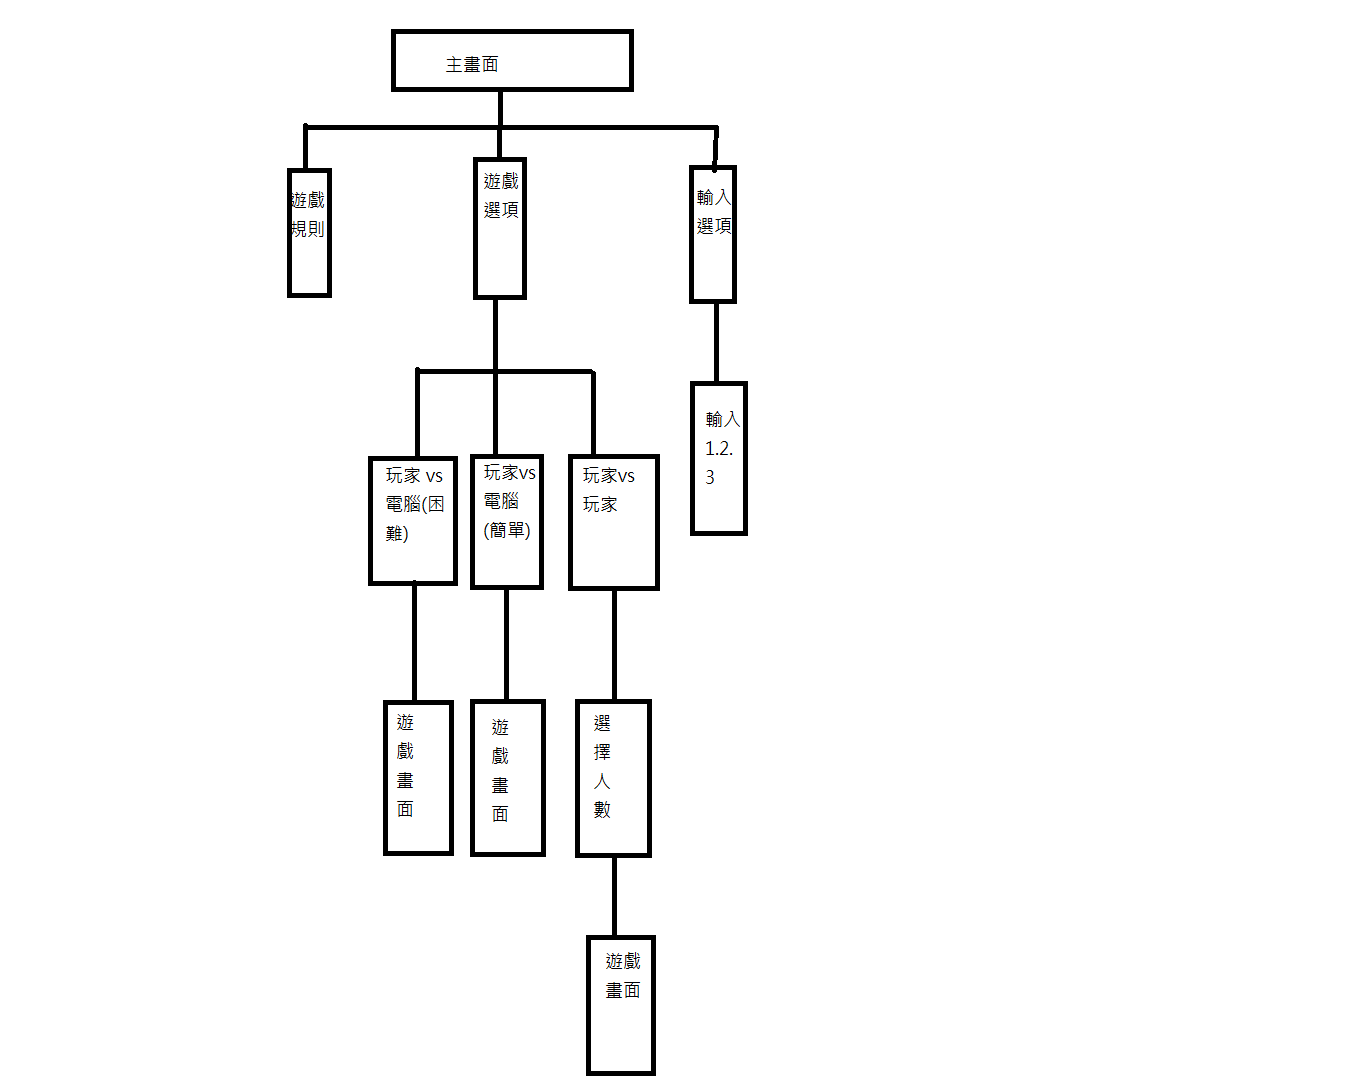 主畫面
遊戲
規則
遊戲
選項
輸入
選項
玩家 vs
電腦(困
難)
玩家vs
電腦
(簡單)
玩家vs
玩家
輸入
1.2.
3
遊
戲
畫
面
遊
戲
畫
面
選
擇
人
數
遊戲
畫面